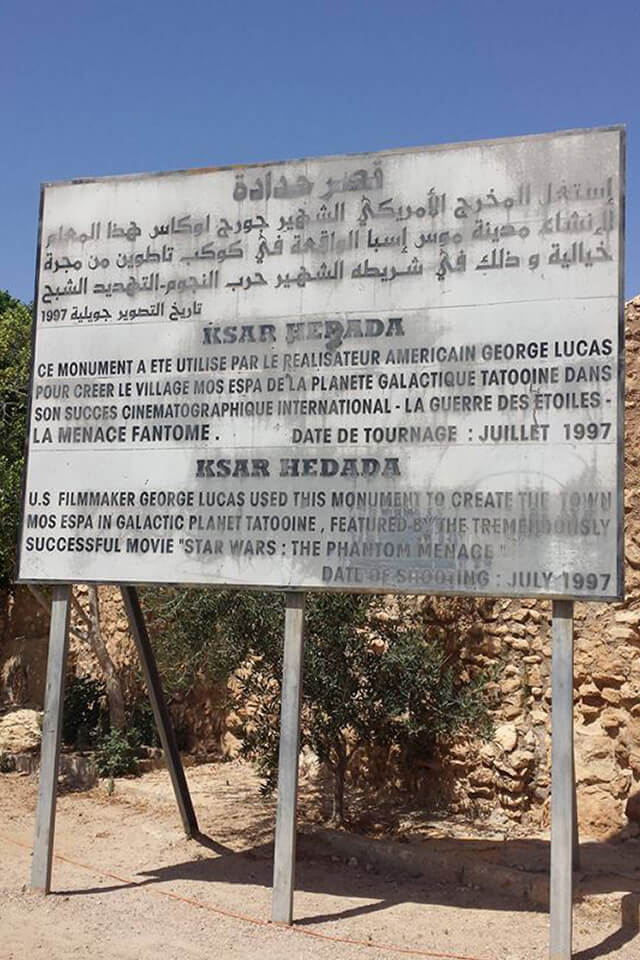 قصر حدادة
إستغل المخرج الأمريكي الشهير جورج لوكاس هذا المعلم
لإنشاء مدينة موس إسبا الواقعة في كوكب تاطوين من مجرة
خيالية و ذلك في شريطه الشهير حرب النجوم-التهديد الشبح
تاريخ التصوير جويلية 1997
KSAR HEDADA
CE MONUMENT A ETE UTILISE PAR LE REALISATEUR AMERICAIN GEORGE LUCAS
POUR CREER LE VILLAGE MOS ESPA DE LA PLANETE GALACTIQUE TATOOINE DANS
SON SUCCES CINEMATOGRAPHIQUE INTERNATIONAL - LA GUERRE DES ÉTOILES -
LA MENACE FANTOME . DATE DE TOURNAGE : JUILLET 1997
KSAR HEDADA
U.S FILMMAKER GEORGE LUCAS USED THIS MONUMENT TO CREATE THE TOWN
MOS ESPA IN GALACTIC PLANET TATOOINE , FEATURED BY THE TREMENDOUSLY
SUCCESSFUL MOVIE "STAR WARS : THE PHANTOM MENACE "
DATE OF SHOOTING : JULY 1997